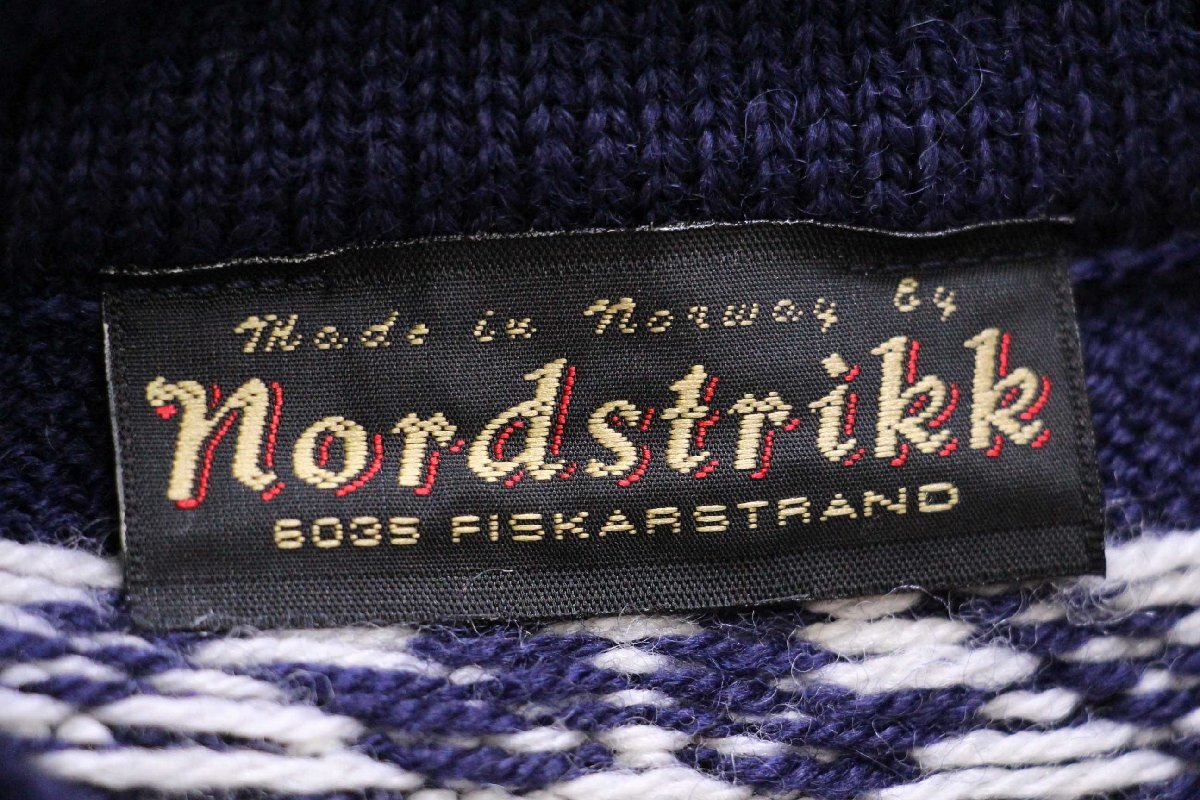 Made in Norway by
Nordstrikk
6035 FISKARSTRAND